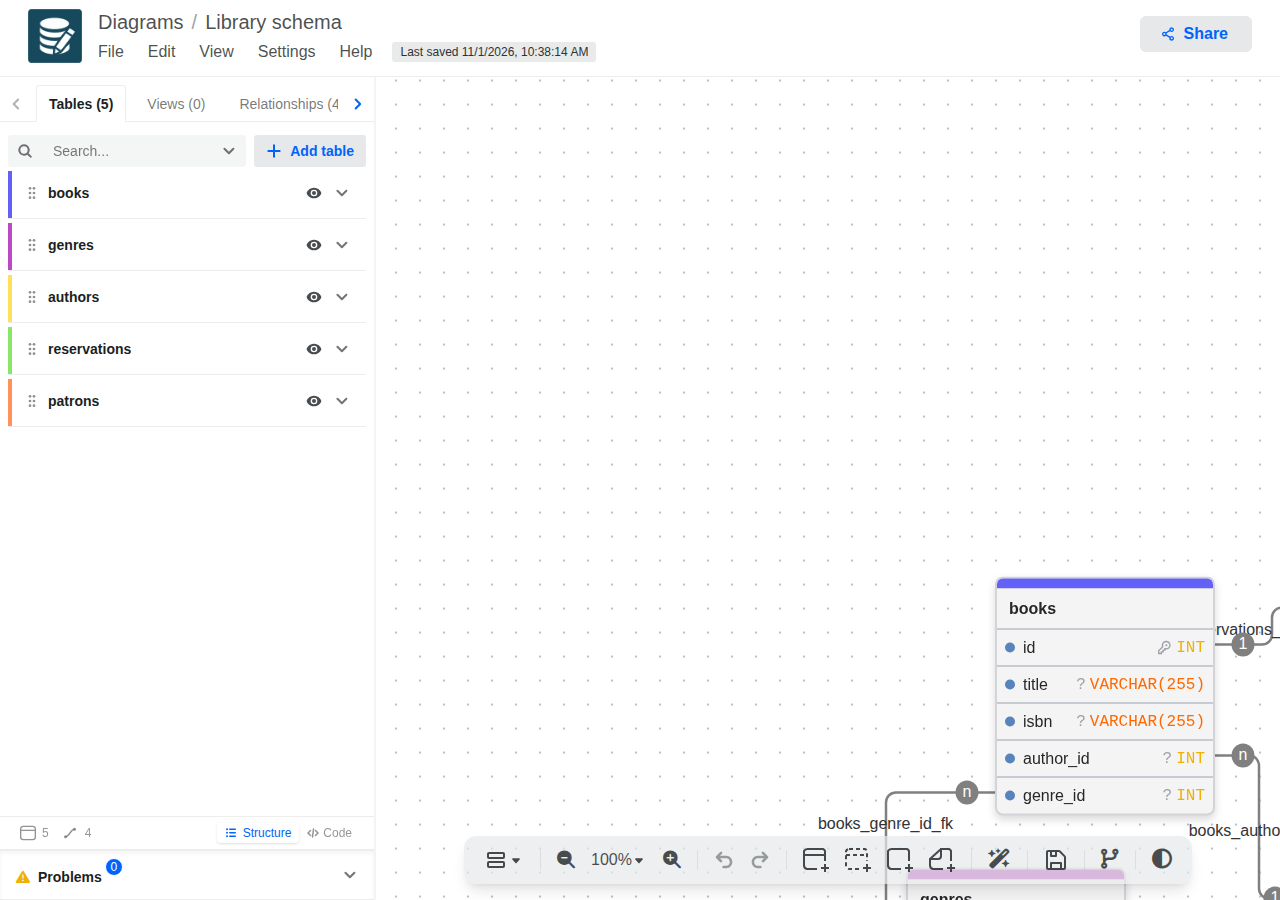 Diagrams / Library schema
File Edit View Settings Help Last saved 11/1/2026, 10:38:14 AM
Share
Tables (5) Views (0) Relationships (4
Search... Add table
books
genres
authors
reservations
patrons
5 4 Structure Code
Problems 0
books
id INT
title ? VARCHAR(255)
isbn ? VARCHAR(255)
author_id ? INT
genre_id ? INT
rvations_
1
n
n
books_genre_id_fk
books_autho
100%
genres
1